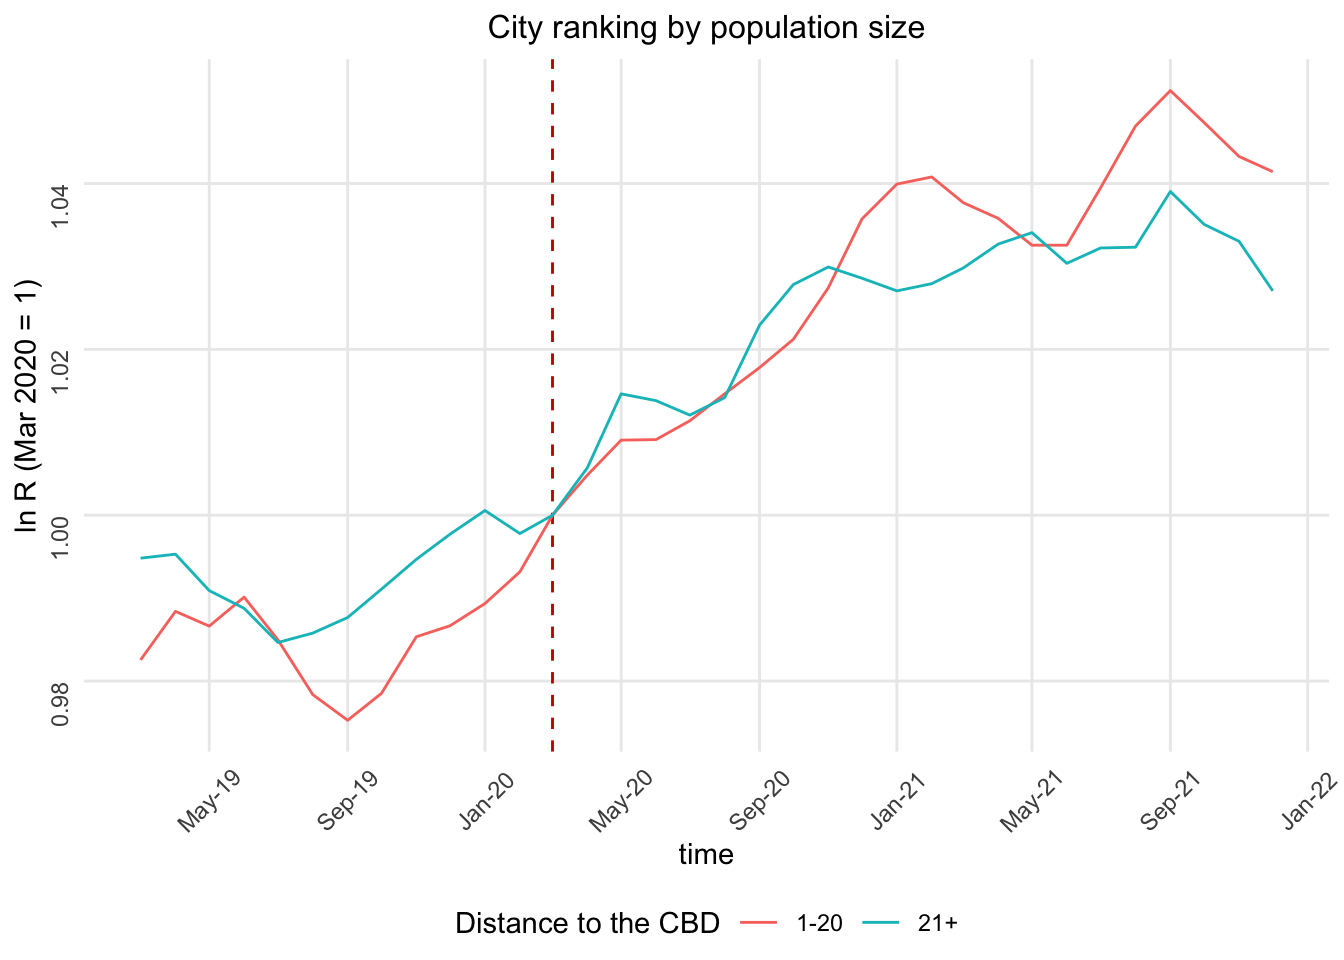 City ranking by population size
ln R (Mar 2020 = 1)
1.04
1.02
1.00
0.98
May-19
Sep-19
Jan-20
May-20
Sep-20
Jan-21
May-21
Sep-21
Jan-22
time
Distance to the CBD 1-20 21+